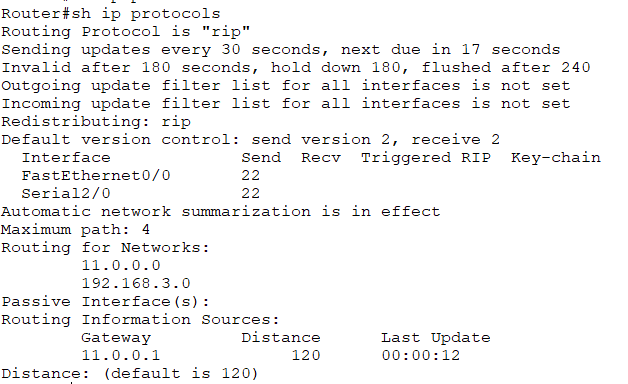 Router#sh ip protocols
Routing Protocol is "rip"
Sending updates every 30 seconds, next due in 17 seconds
Invalid after 180 seconds, hold down 180, flushed after 240
Outgoing update filter list for all interfaces is not set
Incoming update filter list for all interfaces is not set
Redistributing: rip
Default version control: send version 2, receive 2
  Interface             Send  Recv  Triggered RIP  Key-chain
  FastEthernet0/0       22
  Serial2/0             22
Automatic network summarization is in effect
Maximum path: 4
Routing for Networks:
        11.0.0.0
        192.168.3.0
Passive Interface(s):
Routing Information Sources:
        Gateway         Distance      Last Update
        11.0.0.1             120      00:00:12
Distance: (default is 120)